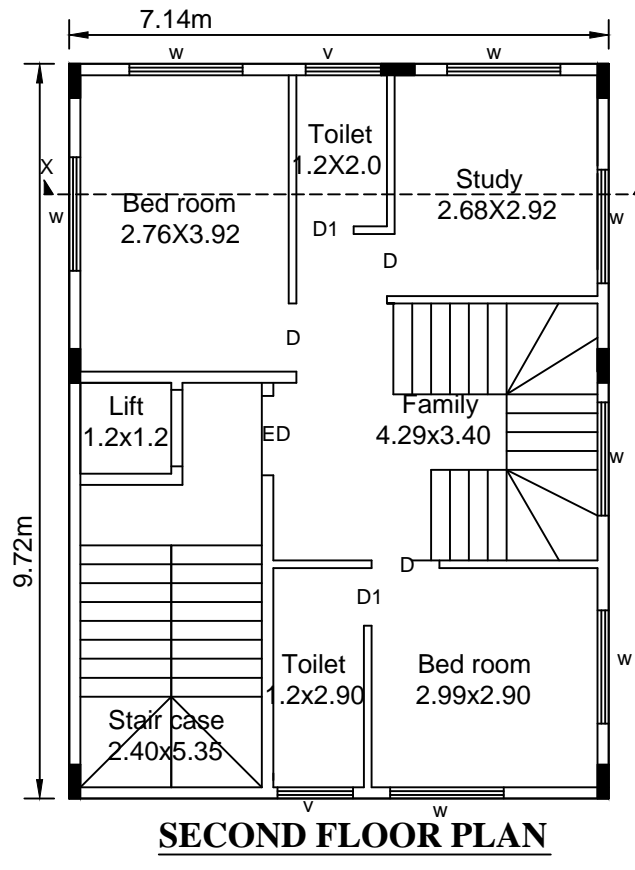 7.14m
w
v
w
Toilet
1.2X2.0
X
Study
2.68X2.92
Bed room
2.76X3.92
w
w
D1
D
D
Lift
1.2x1.2
Family
4.29x3.40
ED
w
9.72m
D
D1
Toilet
1.2x2.90
Bed room
2.99x2.90
w
Stair case
2.40x5.35
v
w
SECOND FLOOR PLAN